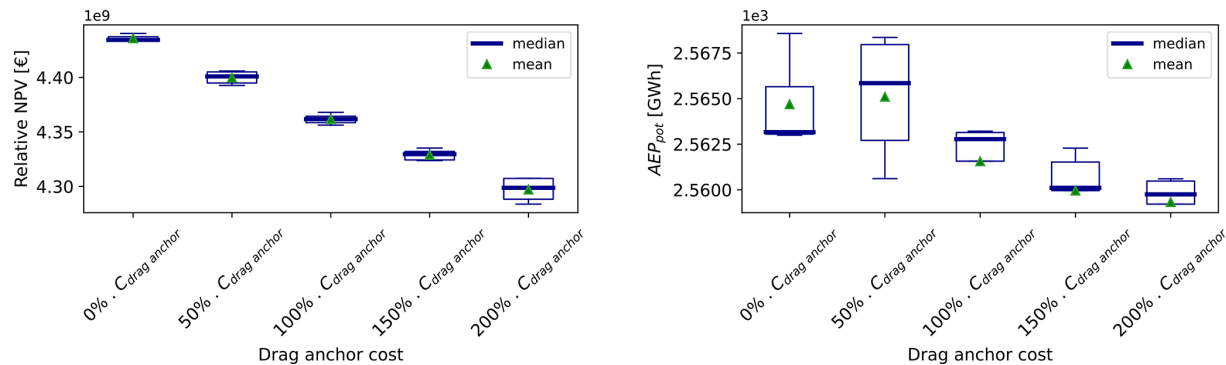 1e9
Relative NPV [€]
4.40
4.35
4.30
median
mean
0% . C_drag anchor
50% . C_drag anchor
100% . C_drag anchor
150% . C_drag anchor
200% . C_drag anchor
Drag anchor cost
1e3
AEP_pot [GWh]
2.5675
2.5650
2.5625
2.5600
median
mean
0% . C_drag anchor
50% . C_drag anchor
100% . C_drag anchor
150% . C_drag anchor
200% . C_drag anchor
Drag anchor cost